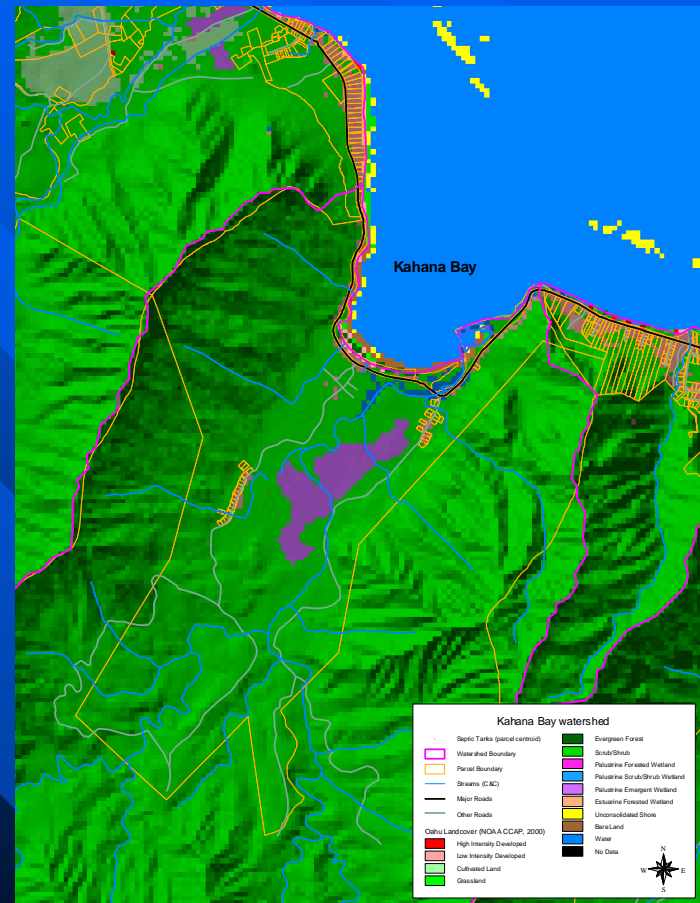 Kahana Bay
Kahana Bay watershed
Septic Tanks (parcel centroid)
Watershed Boundary
Parcel Boundary
Streams (C&C)
Major Roads
Other Roads
Oahu Landcover (NOAA CCAP, 2000)
High Intensity Developed
Low Intensity Developed
Cultivated Land
Grassland
Evergreen Forest
Scrub/Shrub
Palustrine Forested Wetland
Palustrine Scrub/Shrub Wetland
Palustrine Emergent Wetland
Estuarine Forested Wetland
Unconsolidated Shore
Bare Land
Water
No Data
N
W E
S